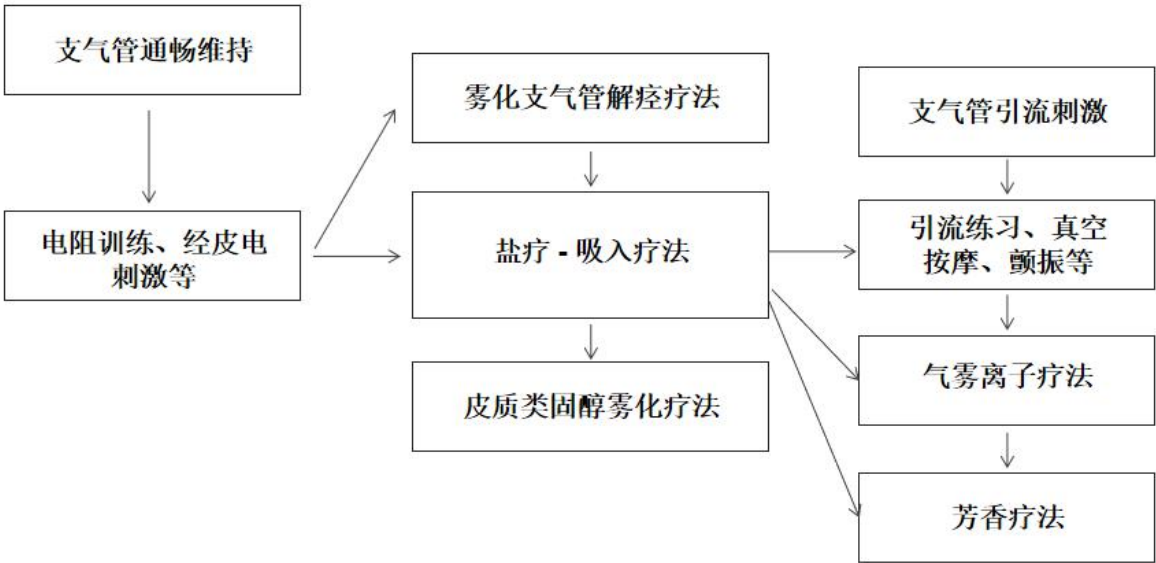 支气管通畅维持
电阻训练、经皮电
刺激等
雾化支气管解痉疗法
盐疗 - 吸入疗法
皮质类固醇雾化疗法
支气管引流刺激
引流练习、真空
按摩、颤振等
气雾离子疗法
芳香疗法